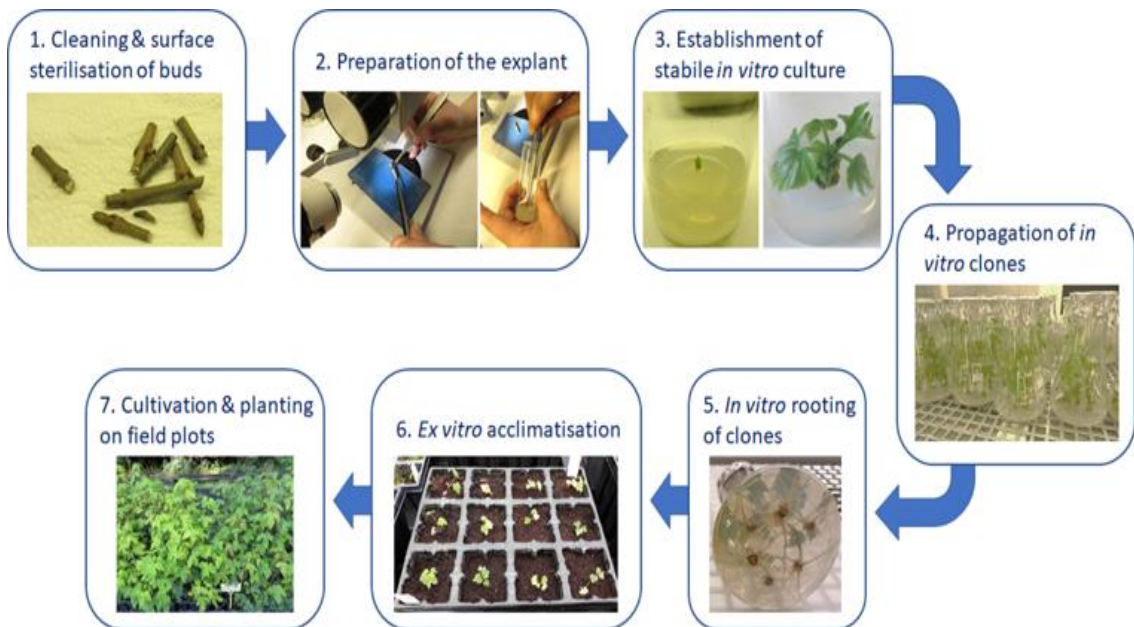 1. Cleaning & surface
sterilisation of buds
2. Preparation of the explant
3. Establishment of
stabile in vitro culture
4. Propagation of in
vitro clones
5. In vitro rooting
of clones
6. Ex vitro acclimatisation
7. Cultivation & planting
on field plots